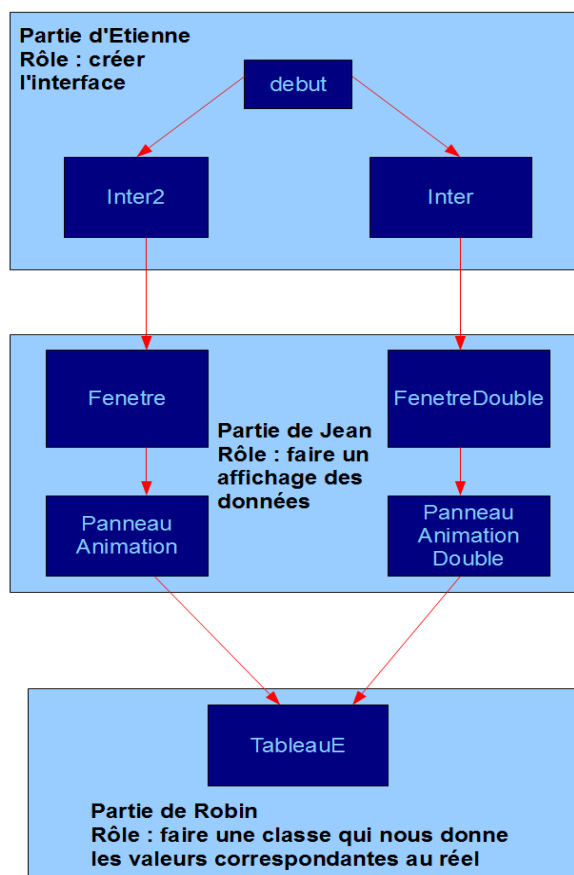 Partie d'Etienne
Rôle : créer
l'interface
debut
Inter2
Inter
Fenetre
FenetreDouble
Partie de Jean
Rôle : faire un
affichage des
données
Panneau
Animation
Panneau
Animation
Double
TableauE
Partie de Robin
Rôle : faire une classe qui nous donne
les valeurs correspondantes au réel